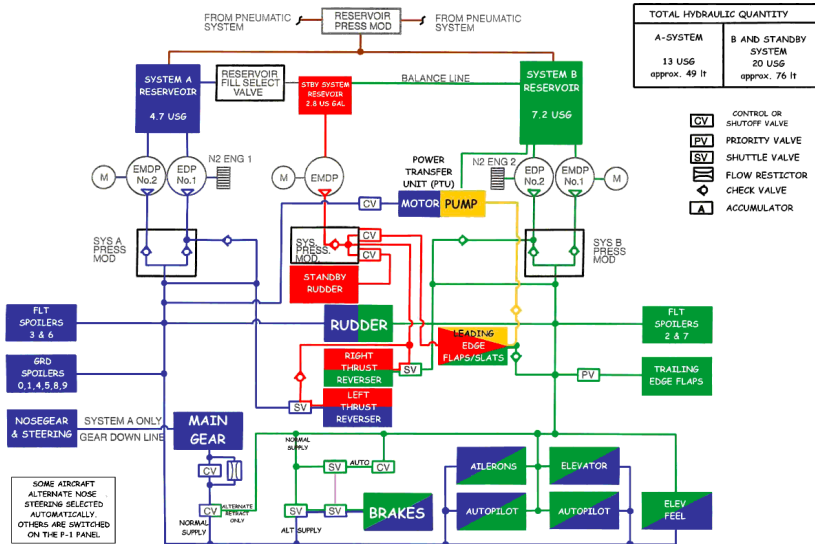 FROM PNEUMATIC
SYSTEM
RESERVOIR
PRESS MOD
FROM PNEUMATIC
SYSTEM
TOTAL HYDRAULIC QUANTITY
A-SYSTEM
13 USG
approx. 49 lt
B AND STANDBY
SYSTEM
20 USG
approx. 76 lt
SYSTEM A
RESERVEOIR
4.7 USG
RESERVOIR
FILL SELECT
VALVE
STBY SYSTEM
RESEVOIR
2.8 US GAL
BALANCE LINE
SYSTEM B
RESERVEOIR
7.2 USG
CV
CONTROL OR
SHUTOFF VALVE
PV
PRIORITY VALVE
SV
SHUTTLE VALVE
FLOW RESTICTOR
CHECK VALVE
A
ACCUMULATOR
M
EMDP
No.2
EDP
No.1
N2 ENG 1
M
EMDP
POWER
TRANSFER
UNIT (PTU)
N2 ENG 2
EDP
No.2
EMDP
No.1
M
CV
MOTOR
PUMP
SYS A
PRESS
MOD
SYS
PRESS.
MOD.
CV
CV
SYS B
PRESS
MOD
STANDBY
RUDDER
FLT
SPOILERS
3 & 6
RUDDER
LEADING
EDGE
FLAPS/SLATS
FLT
SPOILERS
2 & 7
GRD
SPOILERS
0,1,4,5,8,9
RIGHT
THRUST
REVERSER
SV
PV
TRAILING
EDGE FLAPS
SV
LEFT
THRUST
REVERSER
NOSEGEAR
& STEERING
SYSTEM A ONLY
GEAR DOWN LINE
MAIN
GEAR
NORMAL
SUPPLY
CV
SV
AUTO
CV
AILERONS
ELEVATOR
SOME AIRCRAFT
ALTERNATE NOSE
STEERING SELECTED
AUTOMATICALLY.
OTHERS ARE SWITCHED
ON THE P-1 PANEL
CV
ALTERNATE
RETRACT
ONLY
NORMAL
SUPPLY
SV
SV
ALT SUPPLY
BRAKES
AUTOPILOT
AUTOPILOT
ELEV
FEEL